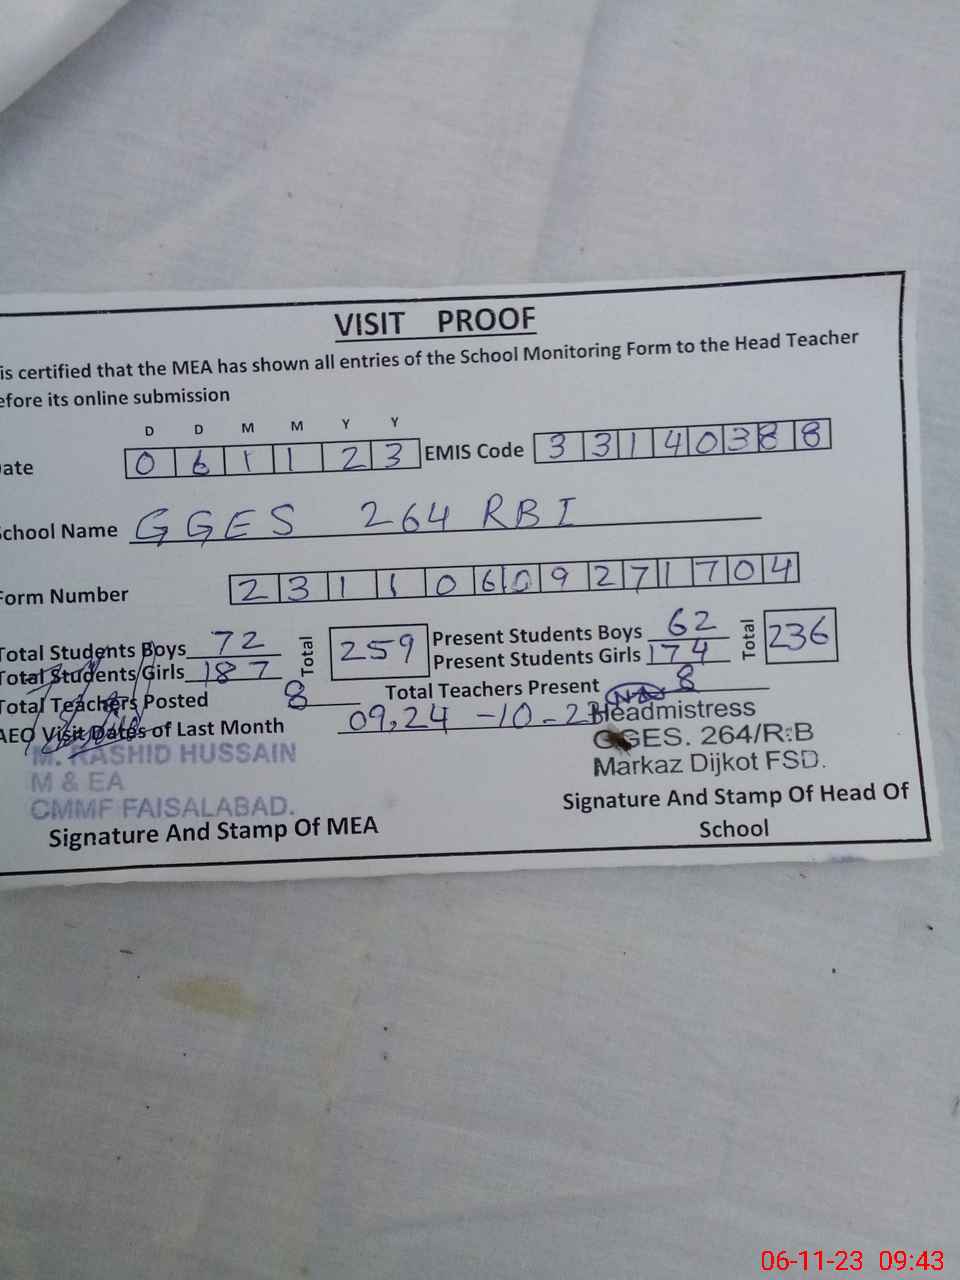 VISIT PROOF
is certified that the MEA has shown all entries of the School Monitoring Form to the Head Teacher
efore its online submission
D D M M Y Y
ate 0 6 1 1 2 3 EMIS Code 3 3 1 4 0 3 8 8
School Name GGES 264 RBI
Form Number 2 3 1 1 0 6 0 9 2 7 1 7 0 4
Total Students Boys 72 Total 259 Present Students Boys 62 Total 236
Total Students Girls 187 Present Students Girls 174
Total Teachers Posted 8 Total Teachers Present 8
AEO Visit Dates of Last Month 09,24 -10-23
Headmistress
GGES. 264/R:B
Markaz Dijkot FSD.
M. RASHID HUSSAIN
M & EA
CMMF FAISALABAD.
Signature And Stamp Of MEA
Signature And Stamp Of Head Of
School
06-11-23 09:43